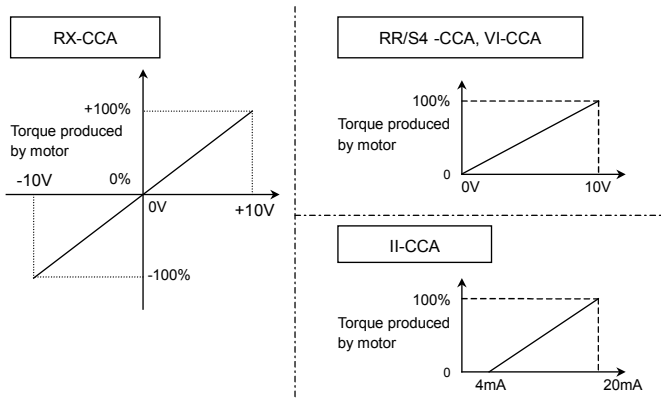 RX-CCA
+100%
Torque produced
by motor
-10V
0%
0V
+10V
-100%
RR/S4 -CCA, VI-CCA
100%
Torque produced
by motor
0
0V
10V
II-CCA
100%
Torque produced
by motor
0
4mA
20mA